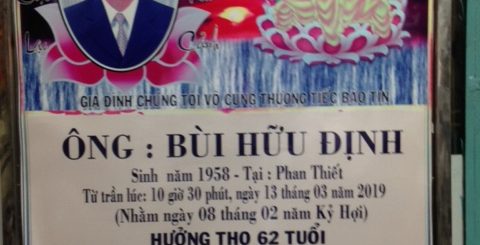 Lạc Cảnh
GIA ĐÌNH CHÚNG TÔI VÔ CÙNG THƯƠNG TIẾC BÁO TIN
ÔNG : BÙI HỮU ĐỊNH
Sinh năm 1958 - Tại : Phan Thiết
Từ trần lúc: 10 giờ 30 phút, ngày 13 tháng 03 năm 2019
(Nhằm ngày 08 tháng 02 năm Kỷ Hợi)
HƯỞNG THỌ 62 TUỔI